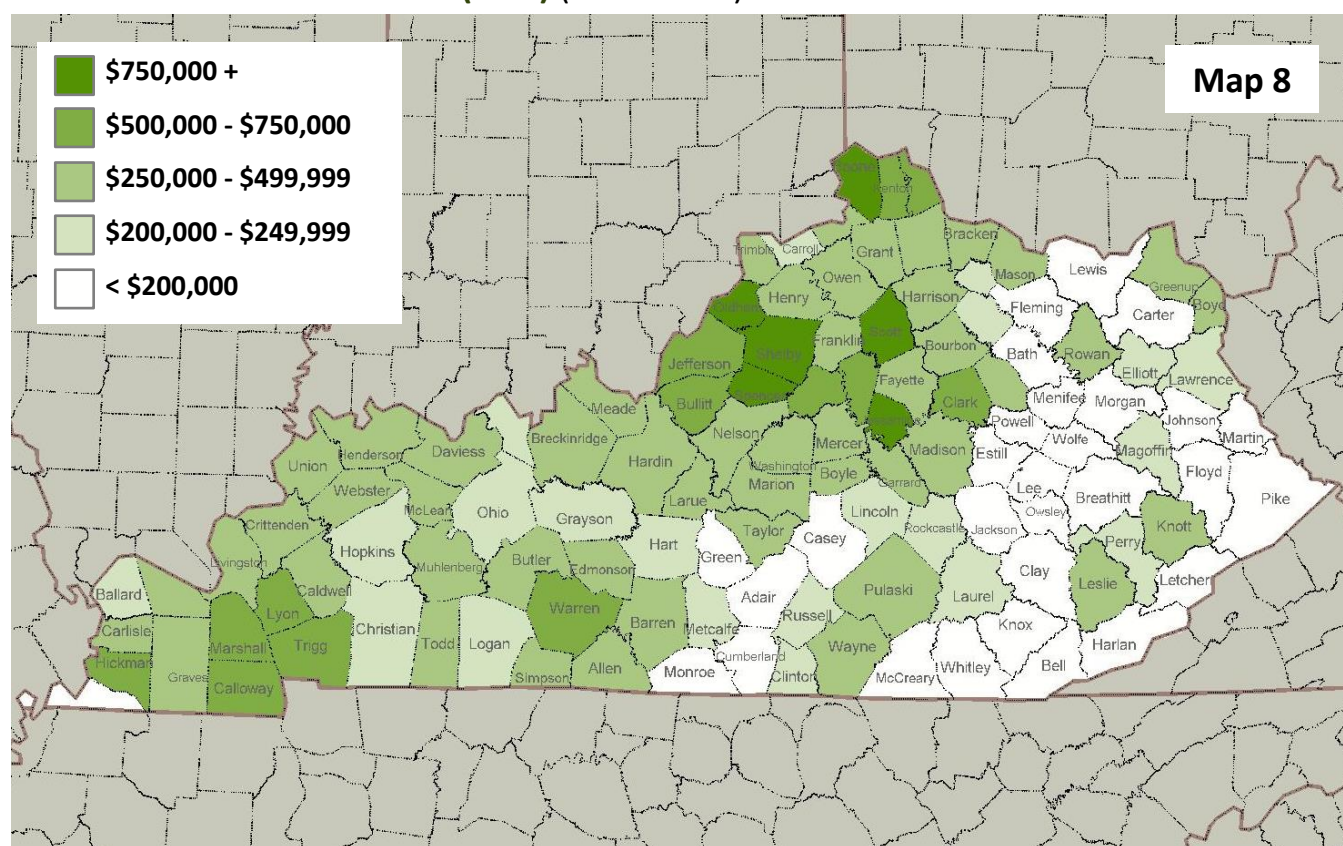 $750,000 +
$500,000 - $750,000
$250,000 - $499,999
$200,000 - $249,999
< $200,000
Map 8
Kenton
Bracken
Trimble
Carroll
Grant
Owen
Mason
Lewis
Greenup
Boyd
Henry
Harrison
Fleming
Carter
Oldham
Scott
Franklin
Bourbon
Bath
Rowan
Shelby
Jefferson
Fayette
Elliott
Lawrence
Spencer
Bullitt
Clark
Menifee
Morgan
Meade
Nelson
Powell
Johnson
Martin
Breckinridge
Mercer
Madison
Estill
Wolfe
Magoffin
Henderson
Daviess
Union
Hardin
Washington
Boyle
Floyd
Marion
Garrard
Lee
Breathitt
Pike
Webster
McLean
Ohio
Grayson
Larue
Lincoln
Owsley
Crittenden
Taylor
Casey
Rockcastle
Jackson
Knott
Hopkins
Hart
Green
Perry
Livingston
Muhlenberg
Butler
Edmonson
Clay
Leslie
Letcher
Ballard
Caldwell
Adair
Pulaski
Laurel
Lyon
Warren
Russell
Carlisle
Christian
Barren
Metcalfe
Knox
Marshall
Trigg
Todd
Logan
Wayne
Harlan
Hickman
Cumberland
Graves
Calloway
Simpson
Allen
Monroe
Clinton
McCreary
Whitley
Bell